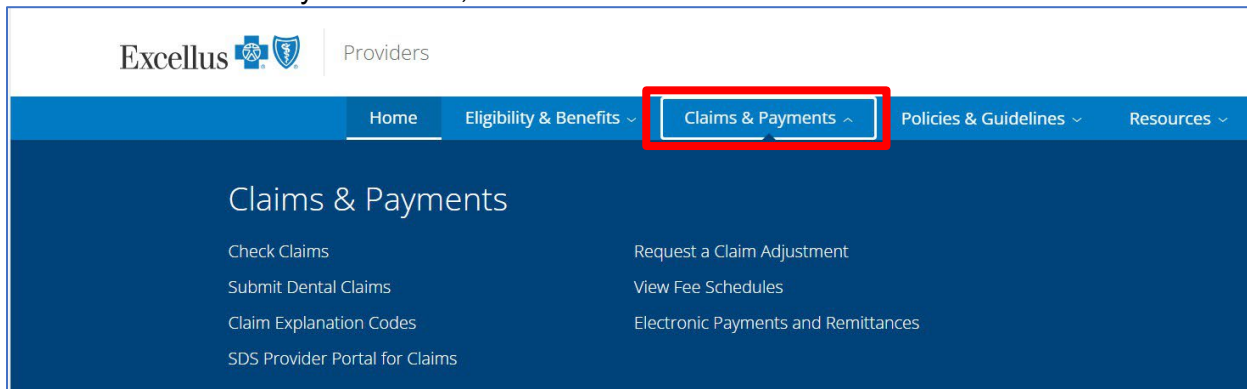 Excellus Providers
Home Eligibility & Benefits Claims & Payments Policies & Guidelines Resources
Claims & Payments
Check Claims Request a Claim Adjustment
Submit Dental Claims View Fee Schedules
Claim Explanation Codes Electronic Payments and Remittances
SDS Provider Portal for Claims